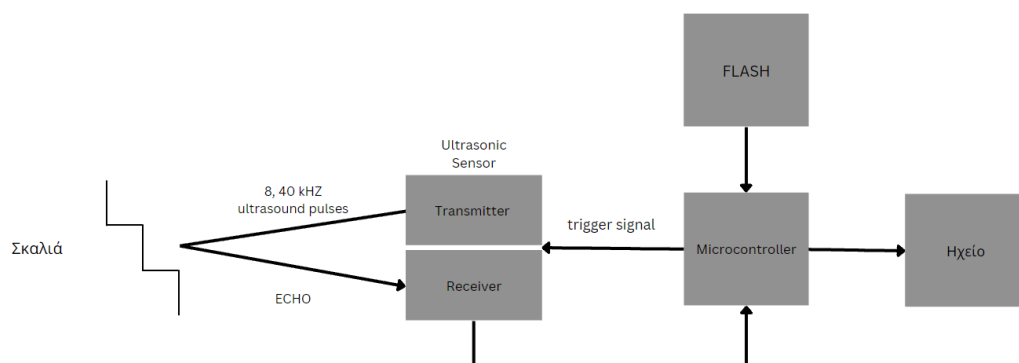 FLASH
Ultrasonic
Sensor
8, 40 kHZ
ultrasound pulses
Transmitter
trigger signal
Σκαλιά
Microcontroller
Ηχείο
Receiver
ECHO